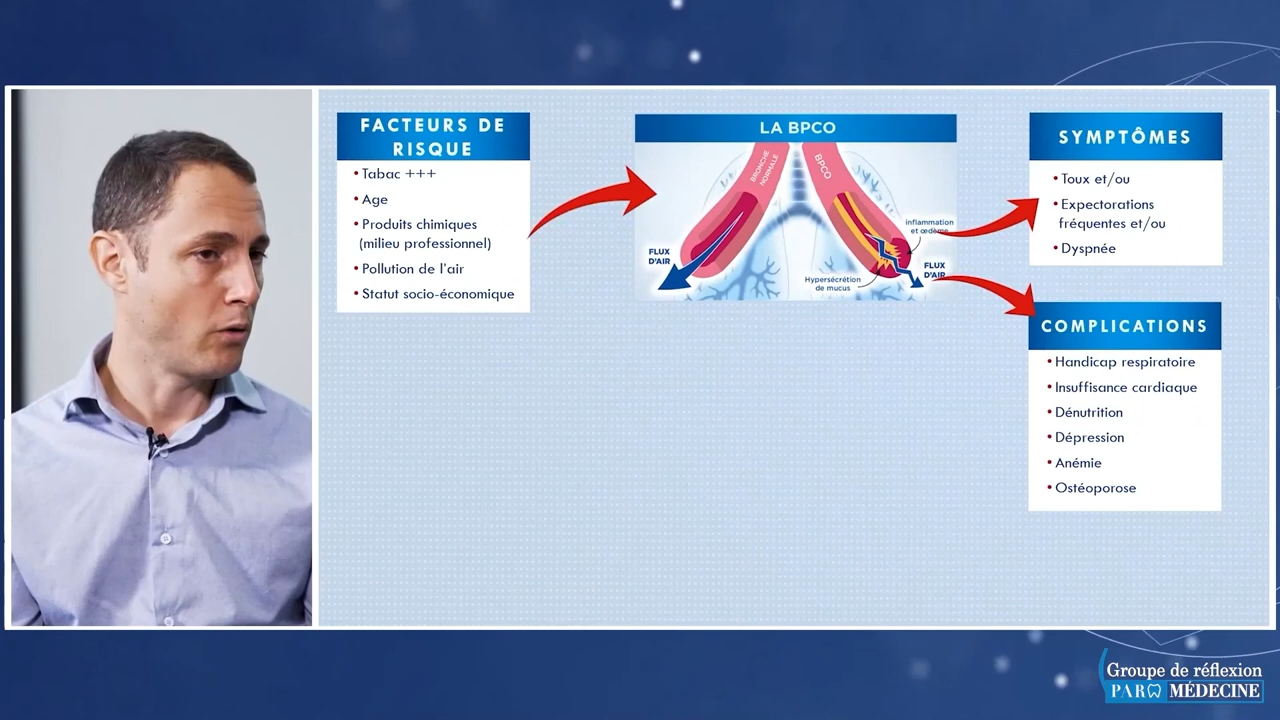 FACTEURS DE
RISQUE
• Tabac +++
• Age
• Produits chimiques
(milieu professionnel)
• Pollution de l'air
• Statut socio-économique
LA BPCO
BRONCHE
NORMALE
BPCO
FLUX
D'AIR
inflammation
et œdème
FLUX
D'AIR
Hypersécrétion
de mucus
SYMPTÔMES
• Toux et/ou
• Expectorations
fréquentes et/ou
• Dyspnée
COMPLICATIONS
• Handicap respiratoire
• Insuffisance cardiaque
• Dénutrition
• Dépression
• Anémie
• Ostéoporose
Groupe de réflexion
PARO MÉDECINE